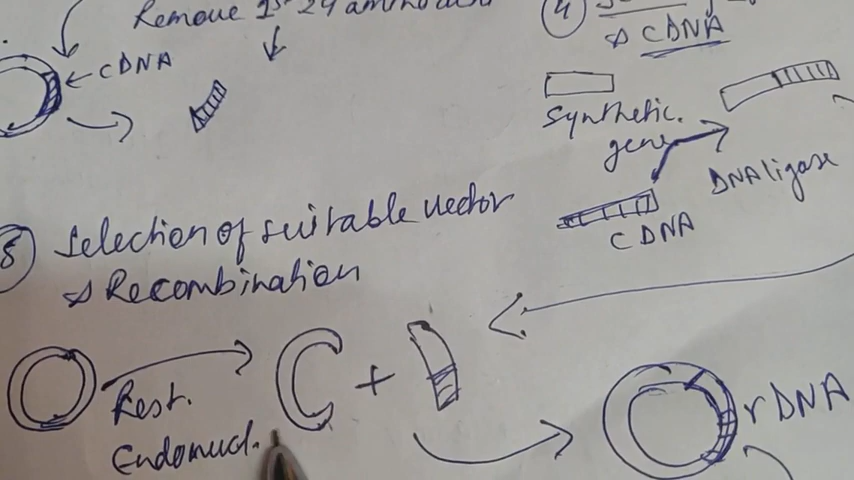 Remove 1st 24 amino acid
← CDNA
4
& CDNA
Synthetic.
gene
DNA ligase
CDNA
5 Selection of suitable vector
& Recombination
Rest.
Endonucl.
+
rDNA